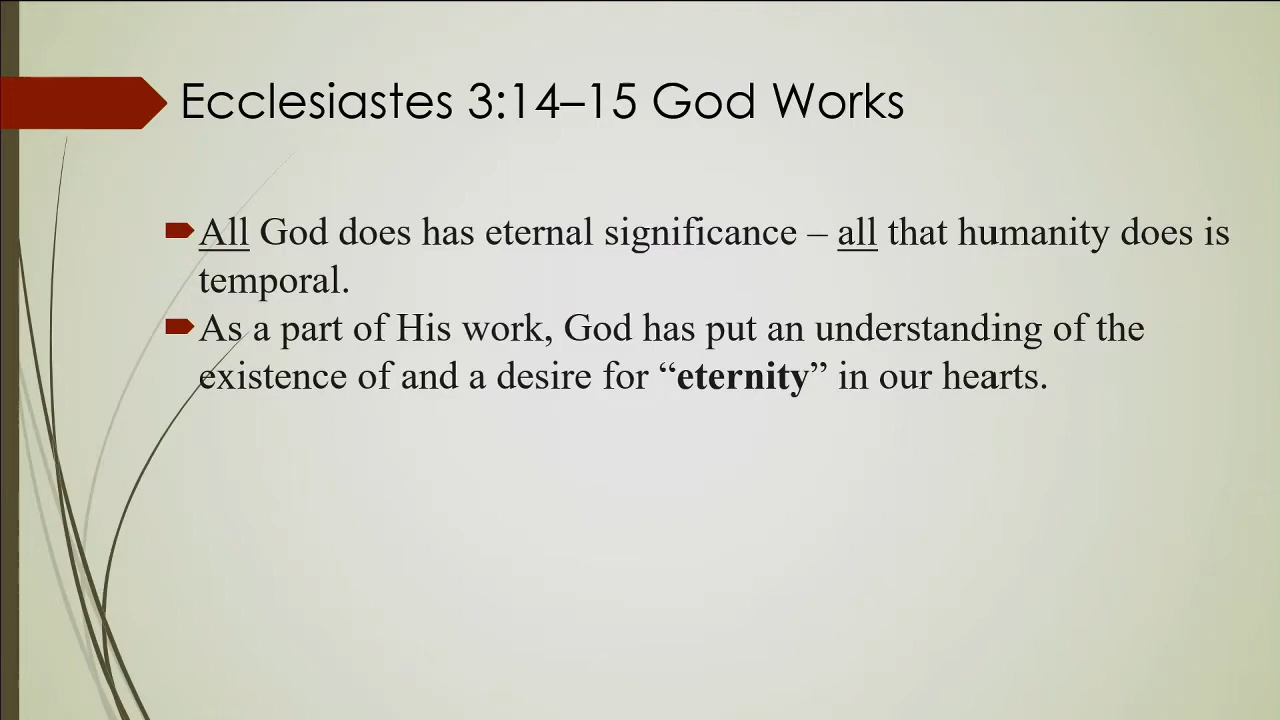 Ecclesiastes 3:14–15 God Works
All God does has eternal significance – all that humanity does is
temporal.
As a part of His work, God has put an understanding of the
existence of and a desire for “eternity” in our hearts.